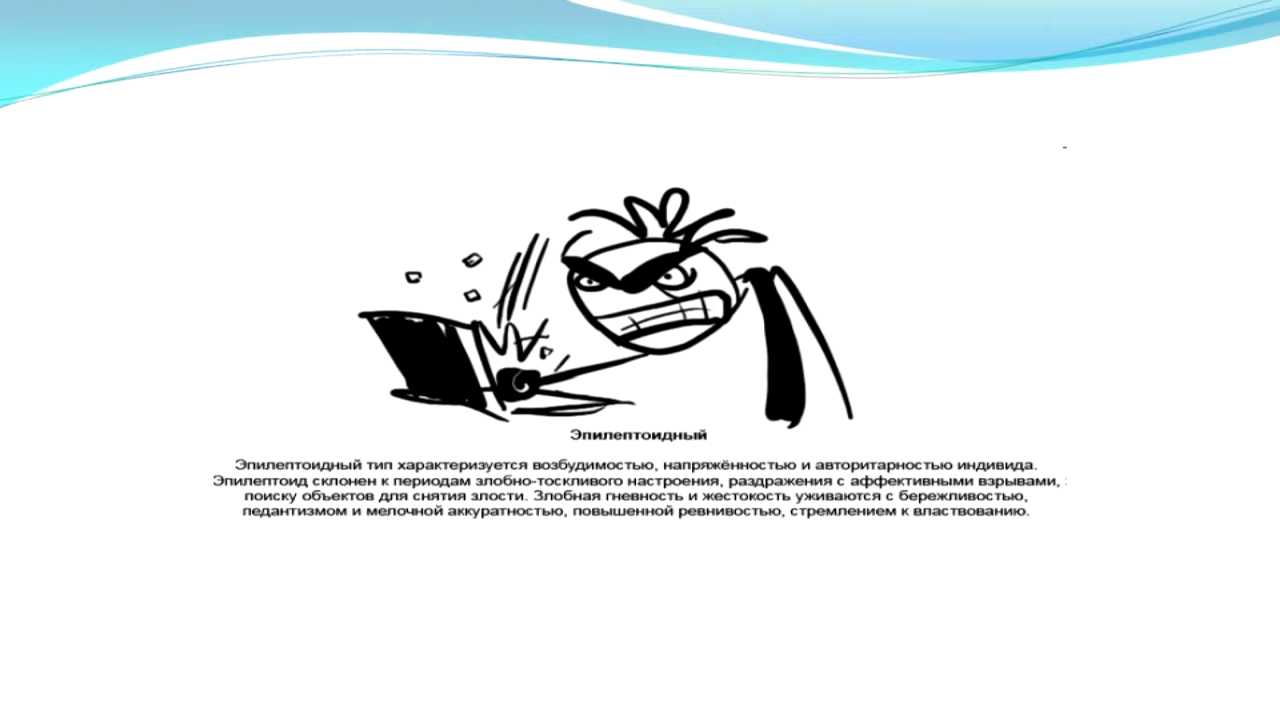 Эпилептоидный
Эпилептоидный тип характеризуется возбудимостью, напряжённостью и авторитарностью индивида.
Эпилептоид склонен к периодам злобно-тоскливого настроения, раздражения с аффективными взрывами,
поиску объектов для снятия злости. Злобная гневность и жестокость уживаются с бережливостью,
педантизмом и мелочной аккуратностью, повышенной ревнивостью, стремлением к властвованию.